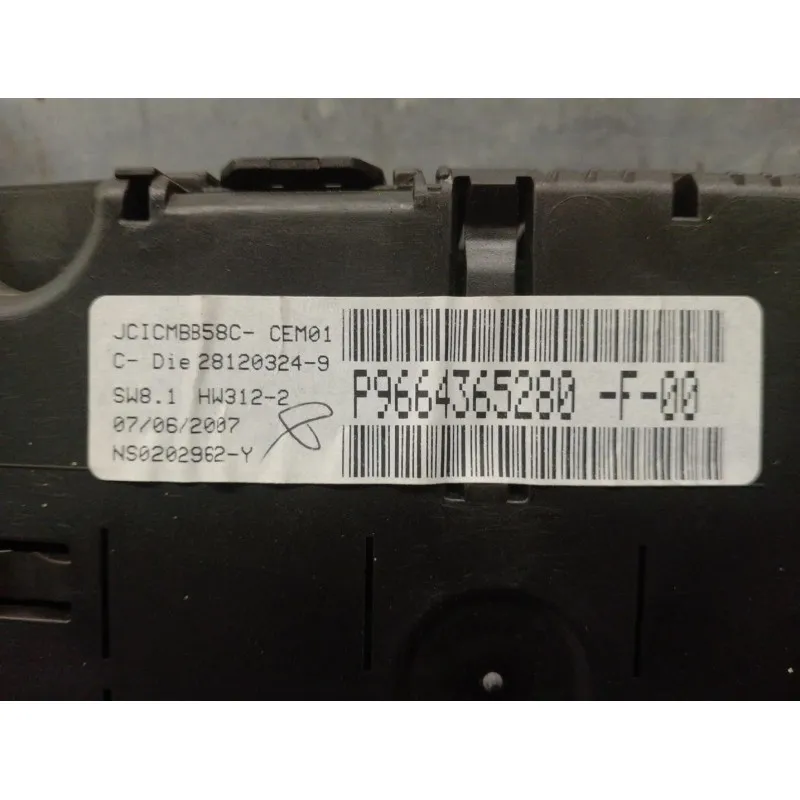 JCICMBB58C- CEM01
C- Die 28120324-9
SW8.1 HW312-2
07/06/2007
NS0202962-Y
P9664365280 -F-00